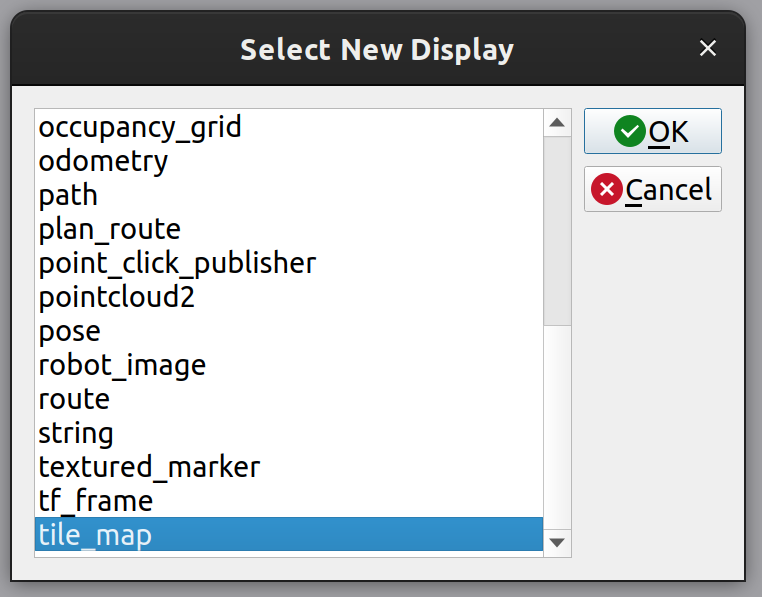 Select New Display
occupancy_grid
odometry
path
plan_route
point_click_publisher
pointcloud2
pose
robot_image
route
string
textured_marker
tf_frame
tile_map
OK
Cancel